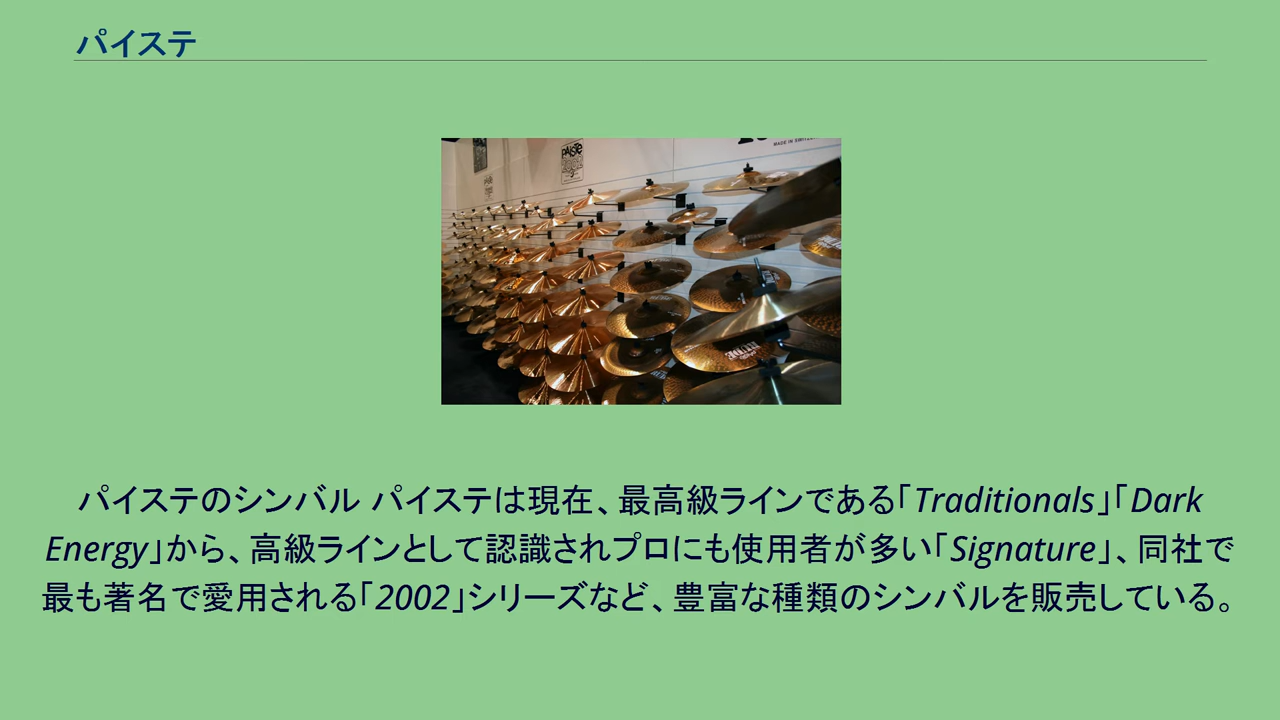 パイステ
PAISTE
MADE IN
パイステのシンバル パイステは現在、最高級ラインである「Traditionals」「Dark
Energy」から、高級ラインとして認識されプロにも使用者が多い「Signature」、同社で
最も著名で愛用される「2002」シリーズなど、豊富な種類のシンバルを販売している。